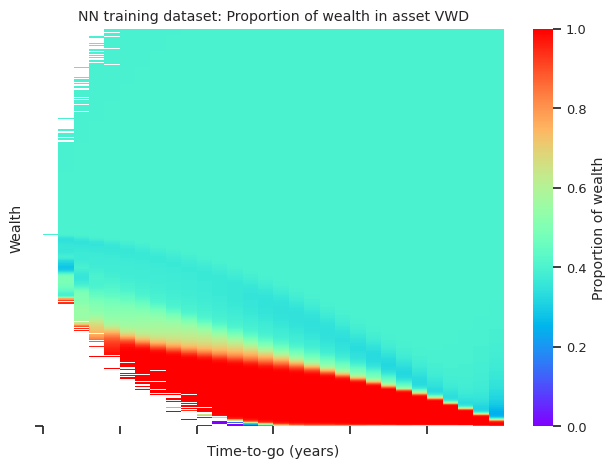 NN training dataset: Proportion of wealth in asset VWD
Wealth
Time-to-go (years)
1.0
0.8
0.6
0.4
0.2
0.0
Proportion of wealth